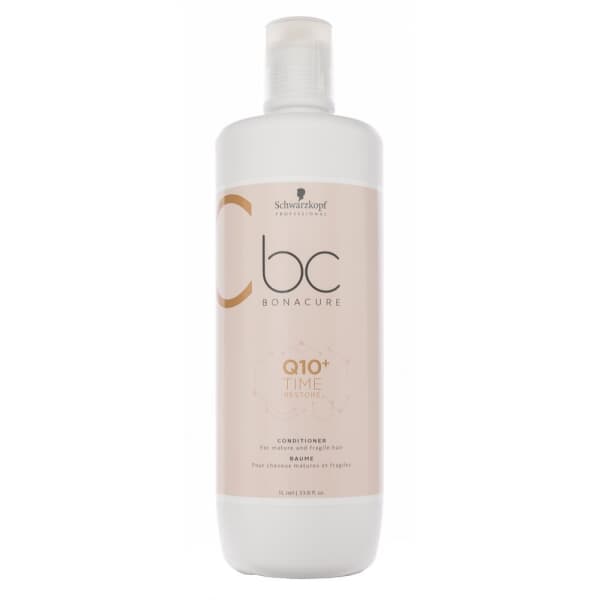 Schwarzkopf
PROFESSIONAL
bc
BONACURE
Q10+
TIME
RESTORE
CONDITIONER
For mature and fragile hair
BAUME
Pour cheveux matures et fragiles
1L net | 33.8 fl. oz.